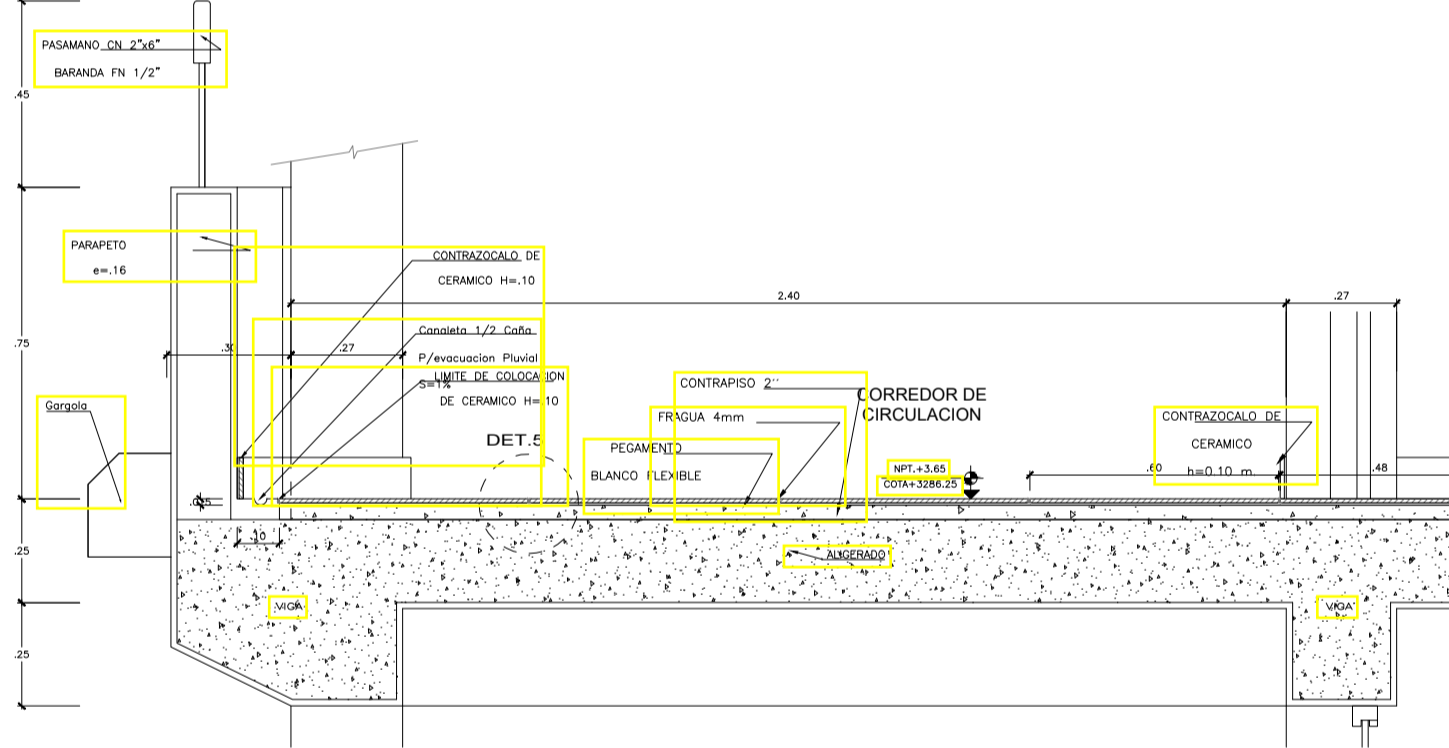 PASAMANO CN 2"x6"
BARANDA FN 1/2"
.45
PARAPETO
e=.16
CONTRAZOCALO DE
CERAMICO H=.10
2.40
.27
Canaleta 1/2 Caña
P/evacuacion Pluvial
S=1%
.75
.30
.27
LIMITE DE COLOCACION
DE CERAMICO H=.10
CONTRAPISO 2''
CORREDOR DE
CIRCULACION
Gargola
FRAGUA 4mm
CONTRAZOCALO DE
CERAMICO
h=0.10 m.
DET.5
PEGAMENTO
BLANCO FLEXIBLE
NPT.+3.65
COTA+3286.25
.60
.48
.10
.25
ALIGERADO
VIGA
VIGA
.25